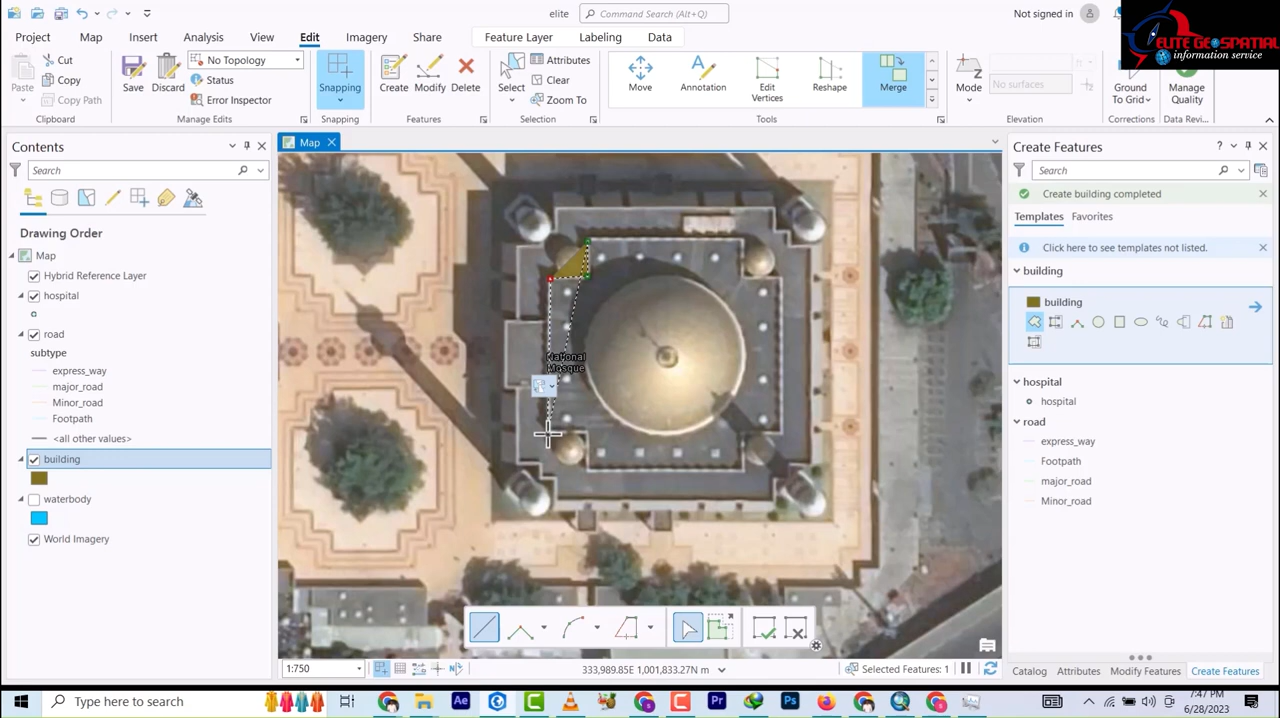 elite
Command Search (Alt+Q)
Not signed in
ELITE GEOSPATIAL
information service
Project
Map
Insert
Analysis
View
Edit
Imagery
Share
Feature Layer
Labeling
Data
Paste
Cut
Copy
Copy Path
Clipboard
Save
Discard
No Topology
Status
Error Inspector
Manage Edits
Snapping
Snapping
Create
Modify
Delete
Features
Select
Attributes
Clear
Zoom To
Selection
Move
Annotation
Edit
Vertices
Reshape
Merge
Tools
Mode
No surfaces
Elevation
Ground
To Grid
Corrections
Manage
Quality
Data Revi...
Contents
Search
Drawing Order
Map
Hybrid Reference Layer
hospital
road
subtype
express_way
major_road
Minor_road
Footpath
<all other values>
building
waterbody
World Imagery
Map
National
Mosque
1:750
333,989.85E 1,001,833.27N m
Selected Features: 1
Create Features
Search
Create building completed
Templates
Favorites
Click here to see templates not listed.
building
building
hospital
hospital
road
express_way
Footpath
major_road
Minor_road
Catalog
Attributes
Modify Features
Create Features
Type here to search
Ae
Pr
Ps
7:47 PM
6/28/2023